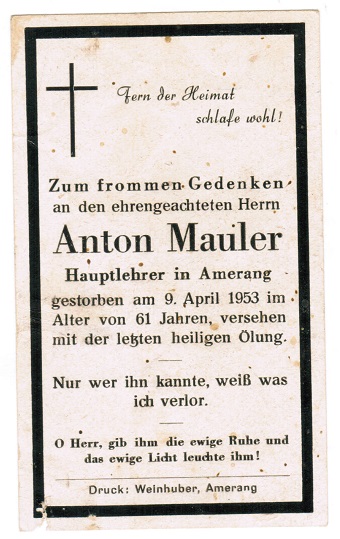 Fern der Heimat
schlafe wohl!
Zum frommen Gedenken
an den ehrengeachteten Herrn
Anton Mauler
Hauptlehrer in Amerang
gestorben am 9. April 1953 im
Alter von 61 Jahren, versehen
mit der letzten heiligen Ölung.
Nur wer ihn kannte, weiß was
ich verlor.
O Herr, gib ihm die ewige Ruhe und
das ewige Licht leuchte ihm!
Druck: Weinhuber, Amerang